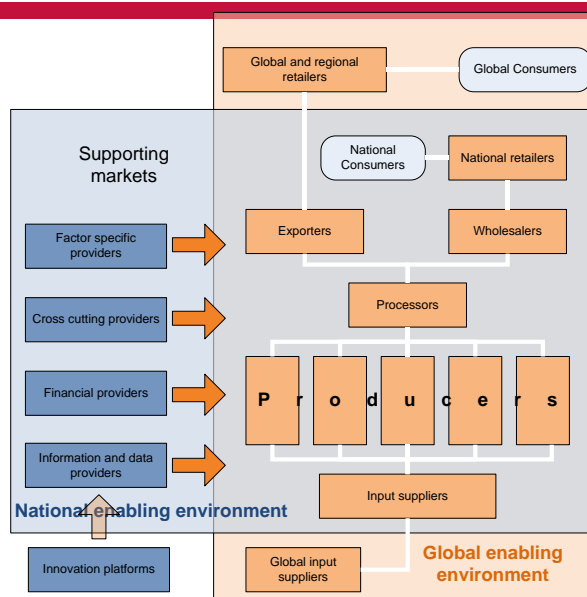 Global and regional
retailers
Global Consumers
Supporting
markets
National
Consumers
National retailers
Factor specific
providers
Exporters
Wholesalers
Cross cutting providers
Processors
Financial providers
Producers
Information and data
providers
Input suppliers
National enabling environment
Innovation platforms
Global input
suppliers
Global enabling
environment